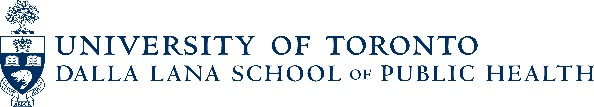 UNIVERSITY OF TORONTO
DALLA LANA SCHOOL OF PUBLIC HEALTH